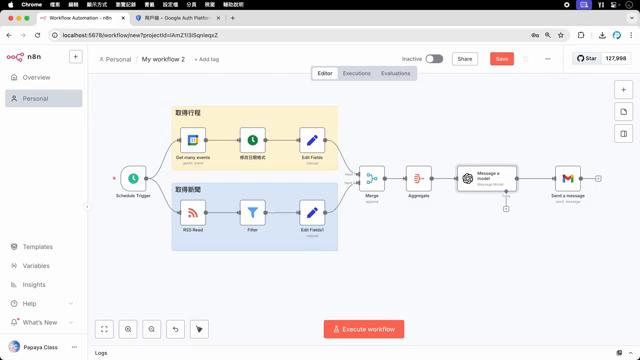 Chrome 檔案 編輯 顯示方式 瀏覽記錄 書籤 設定檔 分頁 視窗 輔助說明
Workflow Automation - n8n
用戶端 – Google Auth Platform
localhost:5678/workflow/new?projectId=
n8n
Personal / My workflow 2 + Add tag
Inactive
Share
Save
Star 127,998
Editor
Executions
Evaluations
Overview
Personal
取得行程
Get many events
修改日期格式
Edit Fields
manual
Schedule Trigger
取得新聞
RSS Read
Filter
Edit Fields1
manual
Merge
append
Aggregate
Message a model
Message Model
Tools
Send a message
send: message
Templates
Variables
Insights
Help
What's New
Papaya Class
Execute workflow
Logs